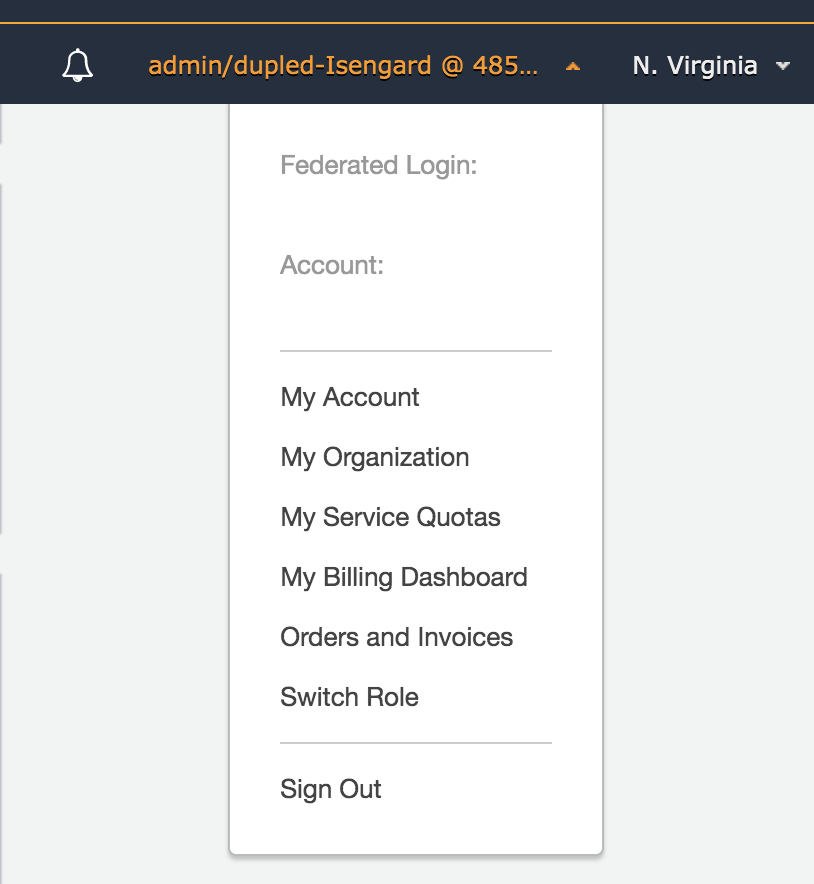 admin/dupled-Isengard @ 485... N. Virginia
Federated Login:
Account:
My Account
My Organization
My Service Quotas
My Billing Dashboard
Orders and Invoices
Switch Role
Sign Out